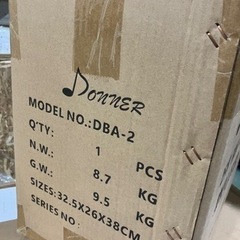 DONNER
MODEL NO.:DBA-2
Q'TY: 1 PCS
N.W.: 8.7 KG
G.W.: 9.5 KG
SIZES:32.5X26X38CM
SERIES NO: